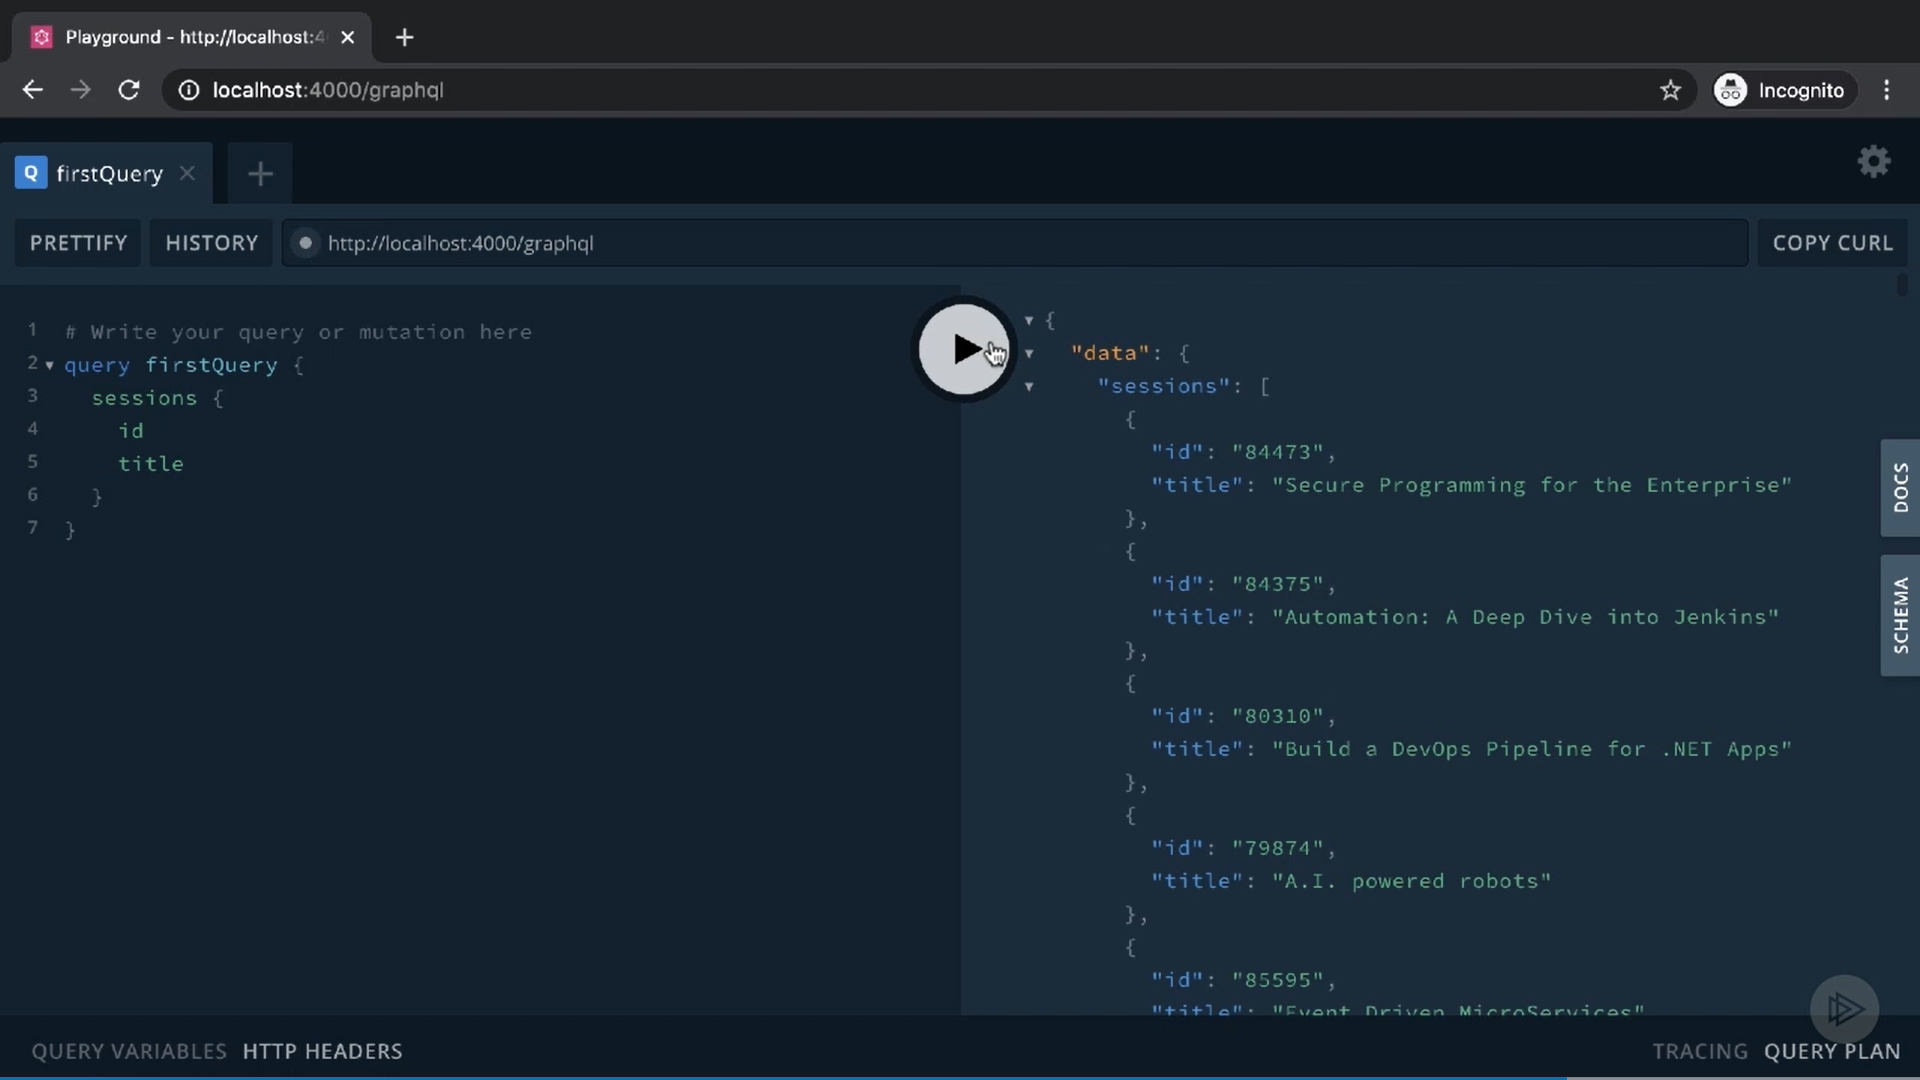 Playground - http://localhost:4
localhost:4000/graphql
Incognito
Q firstQuery
PRETTIFY
HISTORY
http://localhost:4000/graphql
COPY CURL
1 # Write your query or mutation here
2 query firstQuery {
3 sessions {
4 id
5 title
6 }
7 }
{
"data": {
"sessions": [
{
"id": "84473",
"title": "Secure Programming for the Enterprise"
},
{
"id": "84375",
"title": "Automation: A Deep Dive into Jenkins"
},
{
"id": "80310",
"title": "Build a DevOps Pipeline for .NET Apps"
},
{
"id": "79874",
"title": "A.I. powered robots"
},
{
"id": "85595",
"title": "Event Driven MicroServices"
DOCS
SCHEMA
QUERY VARIABLES HTTP HEADERS
TRACING QUERY PLAN